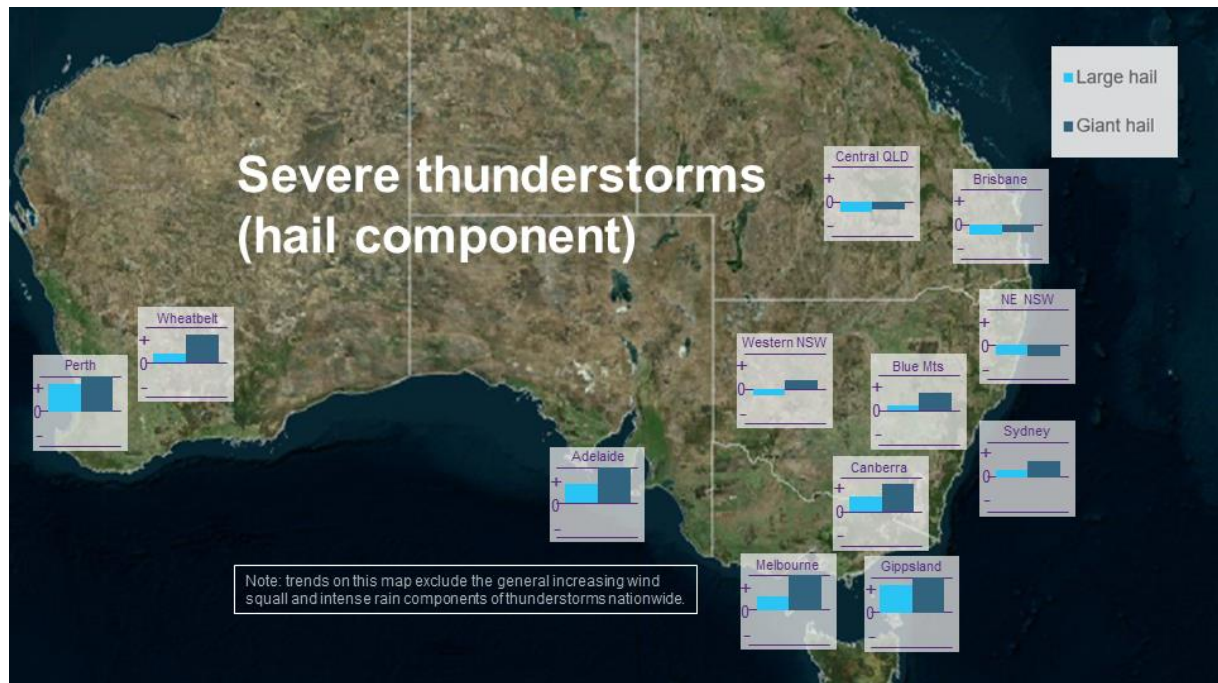 Large hail
Giant hail
Severe thunderstorms
(hail component)
Central QLD
+
0
–
Brisbane
+
0
–
NE NSW
+
0
–
Wheatbelt
+
0
–
Western NSW
+
0
–
Perth
+
0
–
Blue Mts
+
0
–
Sydney
+
0
–
Adelaide
+
0
–
Canberra
+
0
–
Melbourne
+
0
–
Gippsland
+
0
–
Note: trends on this map exclude the general increasing wind
squall and intense rain components of thunderstorms nationwide.